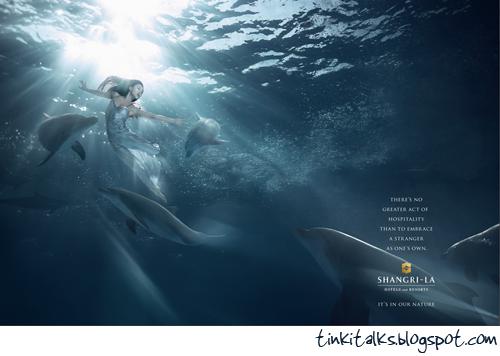 THERE'S NO
GREATER ACT OF
HOSPITALITY
THAN TO EMBRACE
A STRANGER
AS ONE'S OWN.
SHANGRI-LA
HOTELS AND RESORTS
IT'S IN OUR NATURE
tinkitalks.blogspot.com